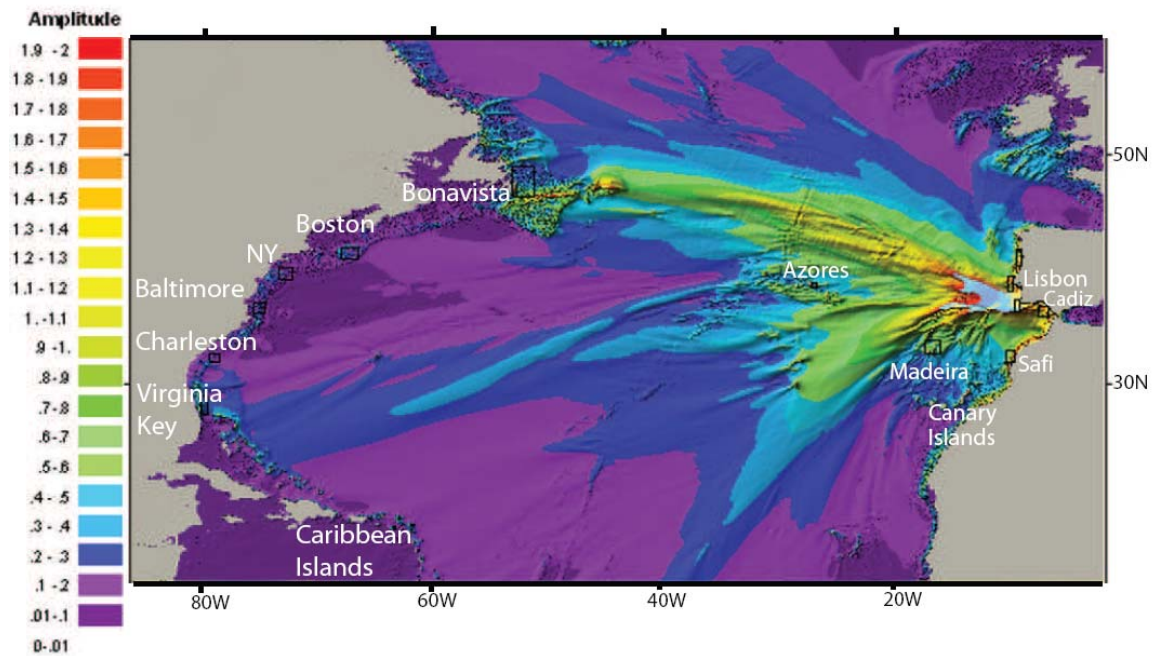 Amplitude
1.9 - 2
1.8 - 1.9
1.7 - 1.8
1.6 - 1.7
1.5 - 1.6
1.4 - 1.5
1.3 - 1.4
1.2 - 1.3
1.1 - 1.2
1. - 1.1
.9 - 1.
.8 - .9
.7 - .8
.6 - .7
.5 - .6
.4 - .5
.3 - .4
.2 - .3
.1 - .2
.01 - .1
0 - .01
50N
Bonavista
Boston
NY
Azores
Lisbon
Baltimore
Cadiz
Charleston
Safi
Madeira
30N
Virginia
Key
Canary
Islands
Caribbean
Islands
80W
60W
40W
20W